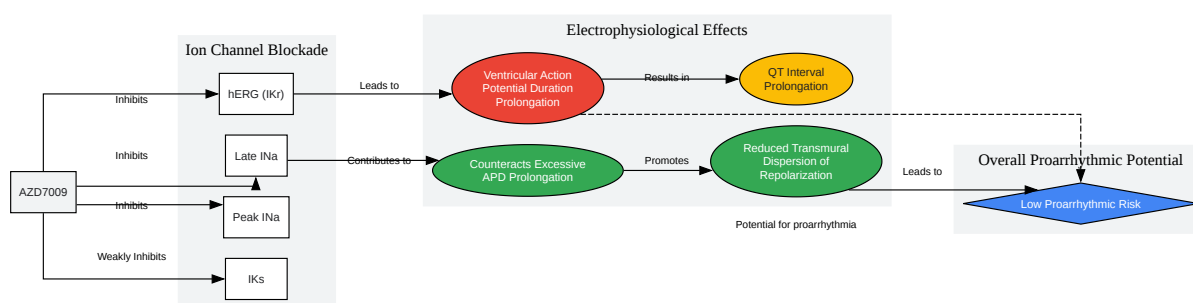 Electrophysiological Effects
Ion Channel Blockade
Ventricular Action
Potential Duration
Prolongation
Results in
QT Interval
Prolongation
hERG (IKr)
Leads to
Inhibits
Late INa
Inhibits
Contributes to
Counteracts Excessive
APD Prolongation
Promotes
Reduced Transmural
Dispersion of
Repolarization
Overall Proarrhythmic Potential
Leads to
AZD7009
Inhibits
Peak INa
Low Proarrhythmic Risk
Potential for proarrhythmia
Weakly Inhibits
IKs